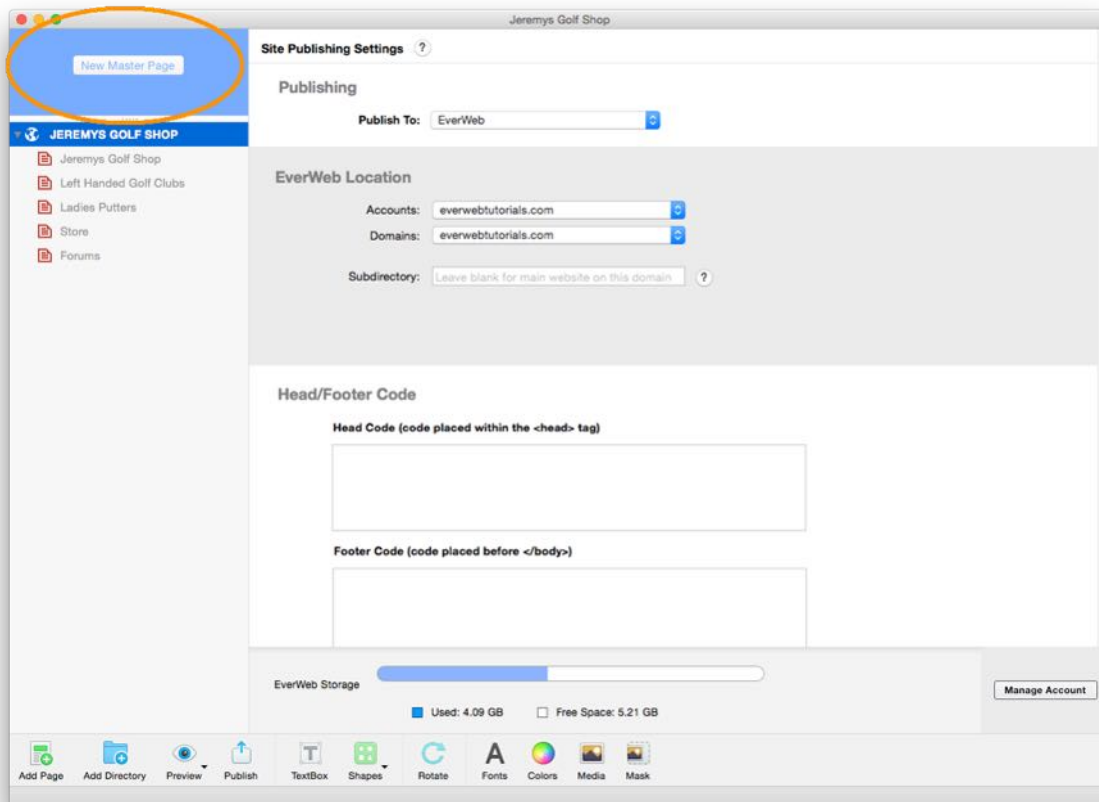 Jeremys Golf Shop
New Master Page
JEREMYS GOLF SHOP
Jeremys Golf Shop
Left Handed Golf Clubs
Ladies Putters
Store
Forums
Site Publishing Settings ?
Publishing
Publish To: EverWeb
EverWeb Location
Accounts: everwebtutorials.com
Domains: everwebtutorials.com
Subdirectory: Leave blank for main website on this domain ?
Head/Footer Code
Head Code (code placed within the <head> tag)
Footer Code (code placed before </body>)
EverWeb Storage
Used: 4.09 GB Free Space: 5.21 GB
Manage Account
T A
Add Page Add Directory Preview Publish TextBox Shapes Rotate Fonts Colors Media Mask